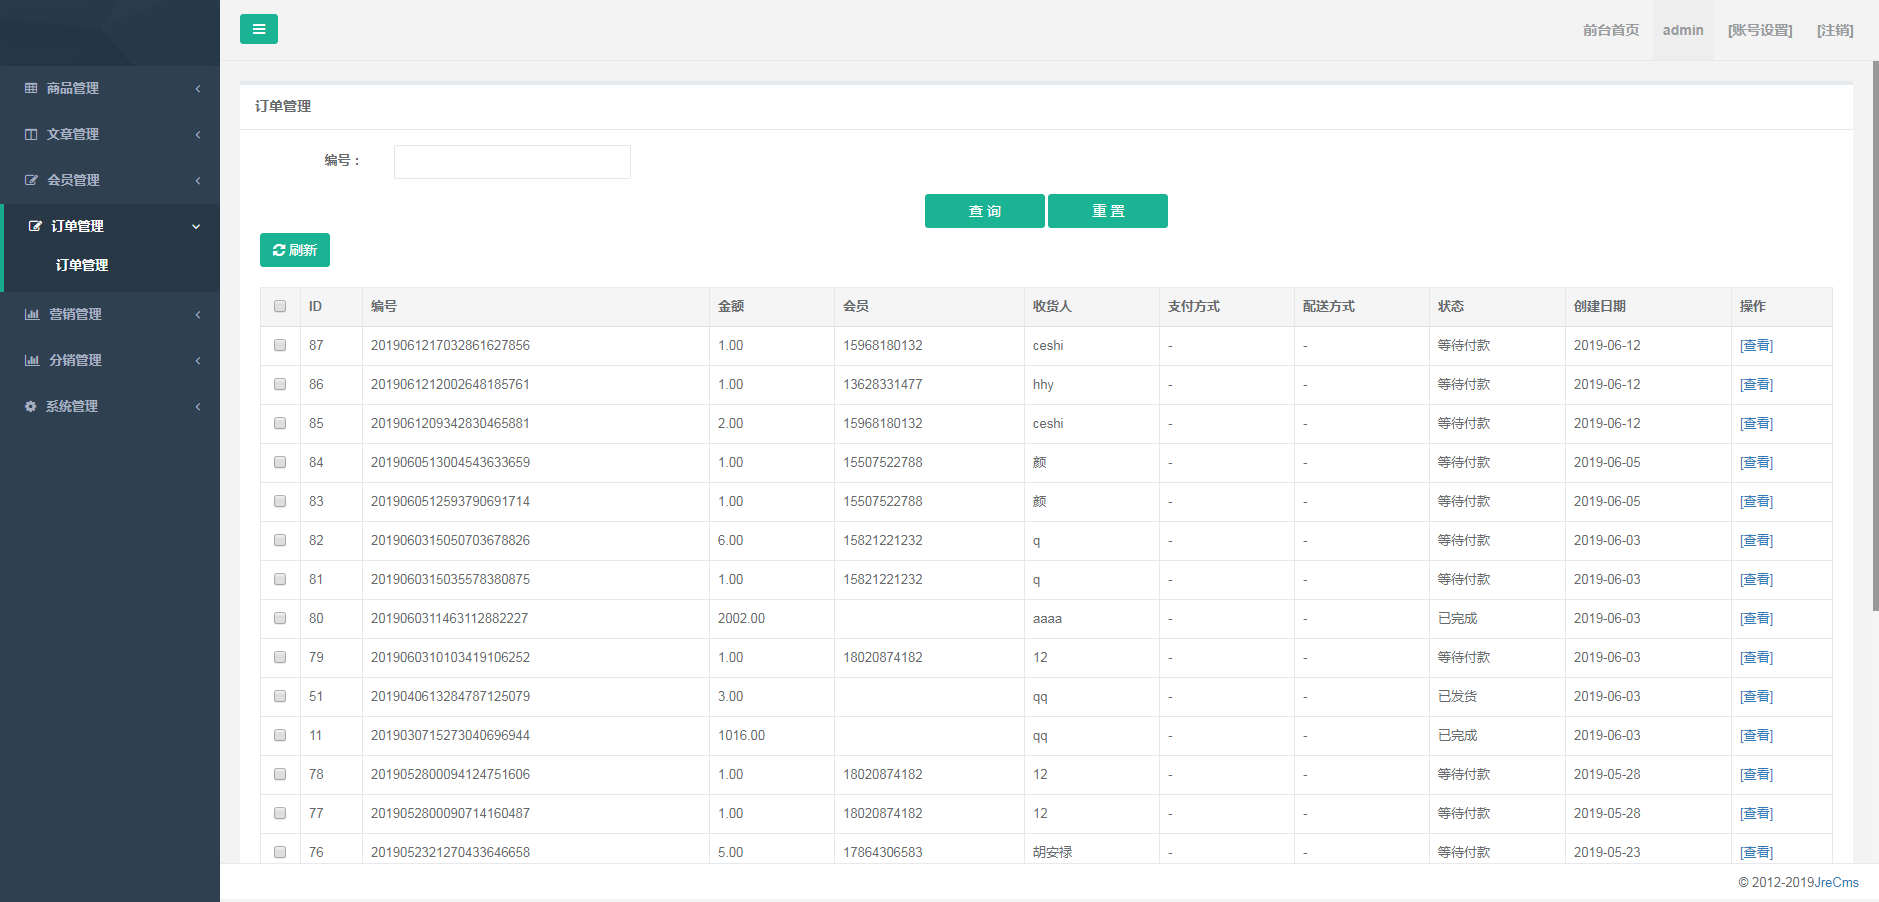 前台首页 admin [账号设置] [注销]
商品管理
文章管理
会员管理
订单管理
订单管理
营销管理
分销管理
系统管理
订单管理
编号：
查 询 重 置
刷新
ID 编号 金额 会员 收货人 支付方式 配送方式 状态 创建日期 操作
87 2019061217032861627856 1.00 15968180132 ceshi - - 等待付款 2019-06-12 [查看]
86 2019061212002648185761 1.00 13628331477 hhy - - 等待付款 2019-06-12 [查看]
85 2019061209342830465881 2.00 15968180132 ceshi - - 等待付款 2019-06-12 [查看]
84 2019060513004543633659 1.00 15507522788 颜 - - 等待付款 2019-06-05 [查看]
83 2019060512593790691714 1.00 15507522788 颜 - - 等待付款 2019-06-05 [查看]
82 2019060315050703678826 6.00 15821221232 q - - 等待付款 2019-06-03 [查看]
81 2019060315035578380875 1.00 15821221232 q - - 等待付款 2019-06-03 [查看]
80 2019060311463112882227 2002.00 aaaa - - 已完成 2019-06-03 [查看]
79 2019060310103419106252 1.00 18020874182 12 - - 等待付款 2019-06-03 [查看]
51 2019040613284787125079 3.00 qq - - 已发货 2019-06-03 [查看]
11 2019030715273040696944 1016.00 qq - - 已完成 2019-06-03 [查看]
78 2019052800094124751606 1.00 18020874182 12 - - 等待付款 2019-05-28 [查看]
77 2019052800090714160487 1.00 18020874182 12 - - 等待付款 2019-05-28 [查看]
76 2019052321270433646658 5.00 17864306583 胡安禄 - - 等待付款 2019-05-23 [查看]
© 2012-2019JreCms